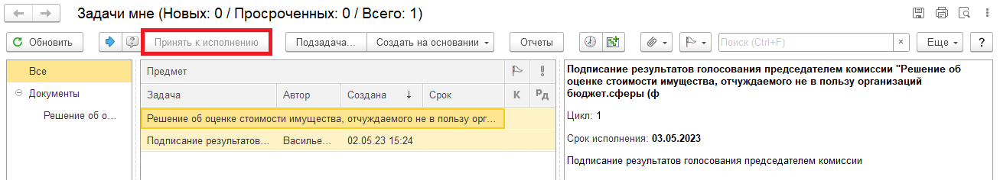 Задачи мне (Новых: 0 / Просроченных: 0 / Всего: 1)
Обновить
Принять к исполнению
Подзадача...
Создать на основании
Отчеты
Поиск (Ctrl+F)
×
Еще
?
Все
Документы
Решение об о...
Предмет
Задача Автор Создана ↓ Срок К Рд
Решение об оценке стоимости имущества, отчуждаемого не в пользу орг...
Подписание результатов... Василье... 02.05.23 15:24
Подписание результатов голосования председателем комиссии "Решение об
оценке стоимости имущества, отчуждаемого не в пользу организаций
бюджет.сферы (ф
Цикл: 1
Срок исполнения: 03.05.2023
Подписание результатов голосования председателем комиссии